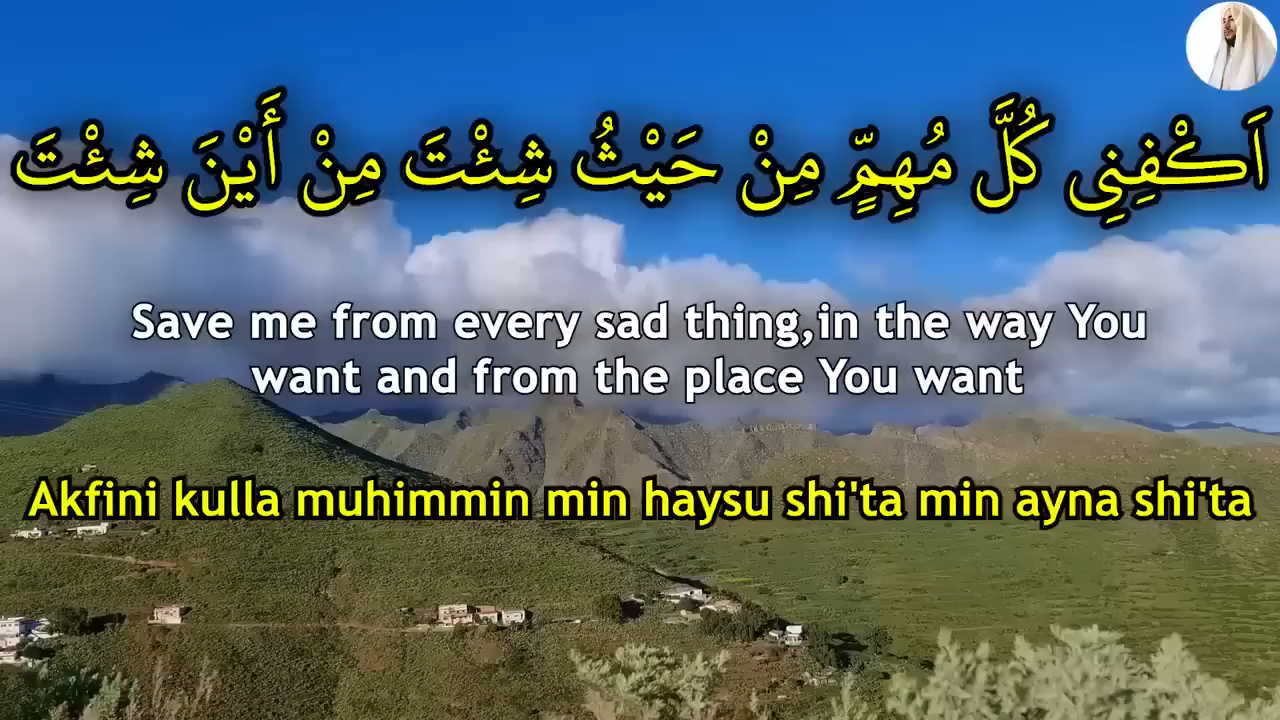 اَكْفِنِي كُلَّ مُهِمٍّ مِنْ حَيْثُ شِئْتَ مِنْ أَيْنَ شِئْتَ
Save me from every sad thing,in the way You
want and from the place You want
Akfini kulla muhimmin min haysu shi'ta min ayna shi'ta